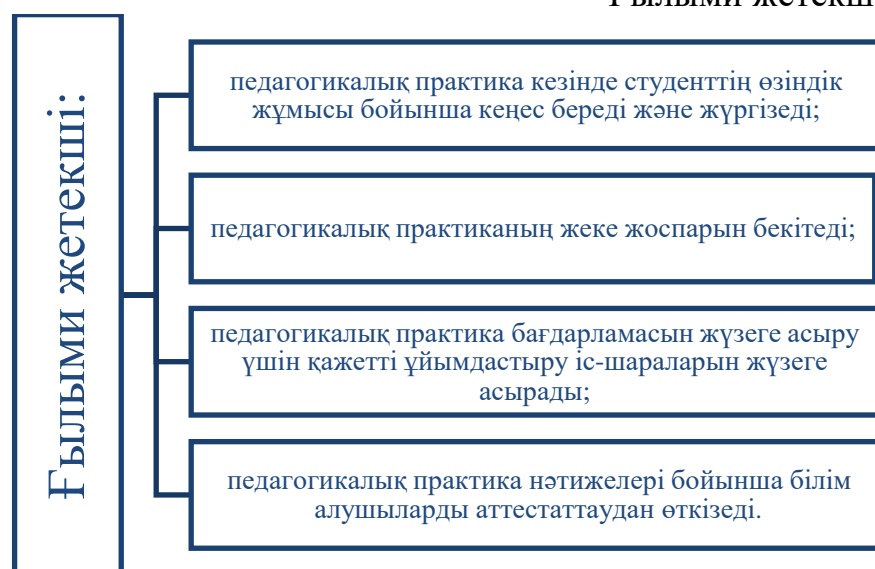 Ғылыми жетекші:
педагогикалық практика кезінде студенттің өзіндік
жұмысы бойынша кеңес береді және жүргізеді;
педагогикалық практиканың жеке жоспарын бекітеді;
педагогикалық практика бағдарламасын жүзеге асыру
үшін қажетті ұйымдастыру іс-шараларын жүзеге
асырады;
педагогикалық практика нәтижелері бойынша білім
алушыларды аттестаттаудан өткізеді.